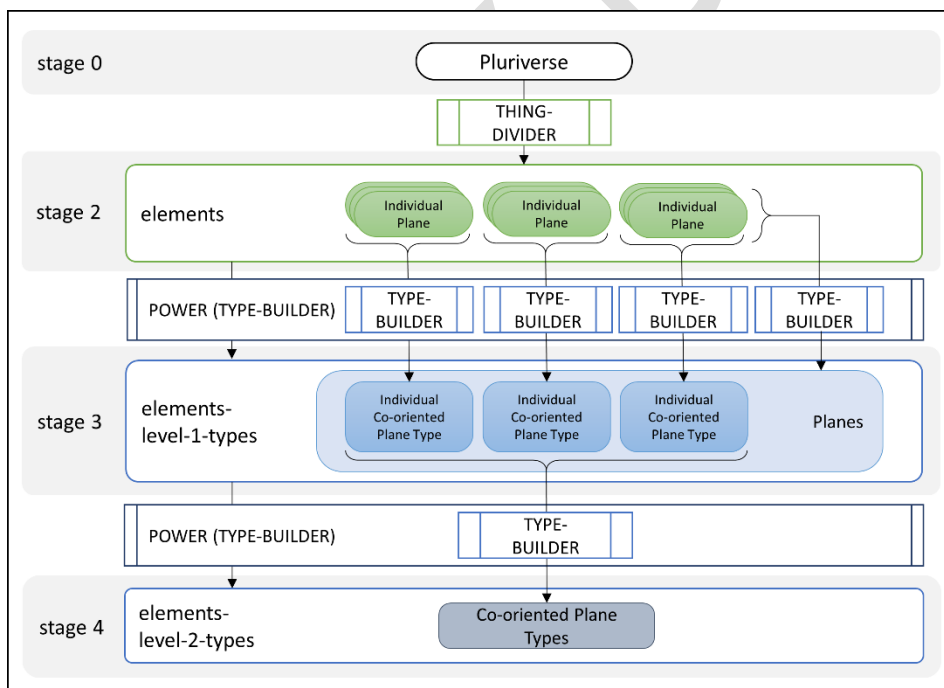 stage 0
Pluriverse
THING-
DIVIDER
stage 2
elements
Individual
Plane
Individual
Plane
Individual
Plane
POWER (TYPE-BUILDER)
TYPE-
BUILDER
TYPE-
BUILDER
TYPE-
BUILDER
TYPE-
BUILDER
stage 3
elements-
level-1-types
Individual
Co-oriented
Plane Type
Individual
Co-oriented
Plane Type
Individual
Co-oriented
Plane Type
Planes
POWER (TYPE-BUILDER)
TYPE-
BUILDER
stage 4
elements-
level-2-types
Co-oriented Plane
Types